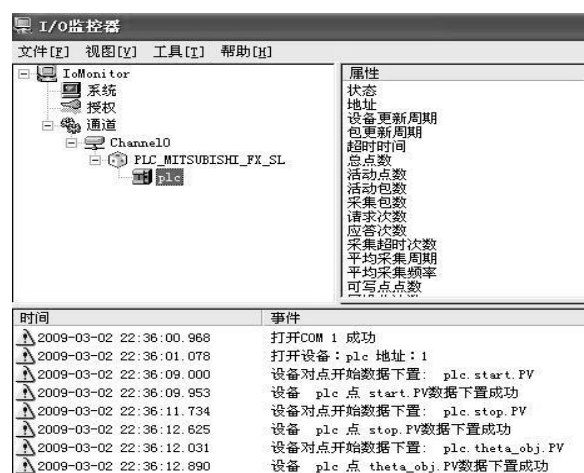 I/O监控器
文件[F] 视图[V] 工具[T] 帮助[H]
IoMonitor
系统
授权
通道
Channel0
PLC_MITSUBISHI_FX_SL
plc
属性
状态
地址
设备更新周期
包更新周期
超时时间
总点数
活动点数
活动包数
采集包数
请求次数
应答次数
采集超时次数
平均采集周期
平均采集频率
可写点点数
时间 事件
2009-03-02 22:36:00.968 打开COM 1 成功
2009-03-02 22:36:01.078 打开设备：plc 地址：1
2009-03-02 22:36:09.000 设备对点开始数据下置: plc.start.PV
2009-03-02 22:36:09.953 设备 plc 点 start.PV数据下置成功
2009-03-02 22:36:11.734 设备对点开始数据下置: plc.stop.PV
2009-03-02 22:36:12.625 设备 plc 点 stop.PV数据下置成功
2009-03-02 22:36:12.031 设备对点开始数据下置: plc.theta_obj.PV
2009-03-02 22:36:12.890 设备 plc 点 theta_obj.PV数据下置成功